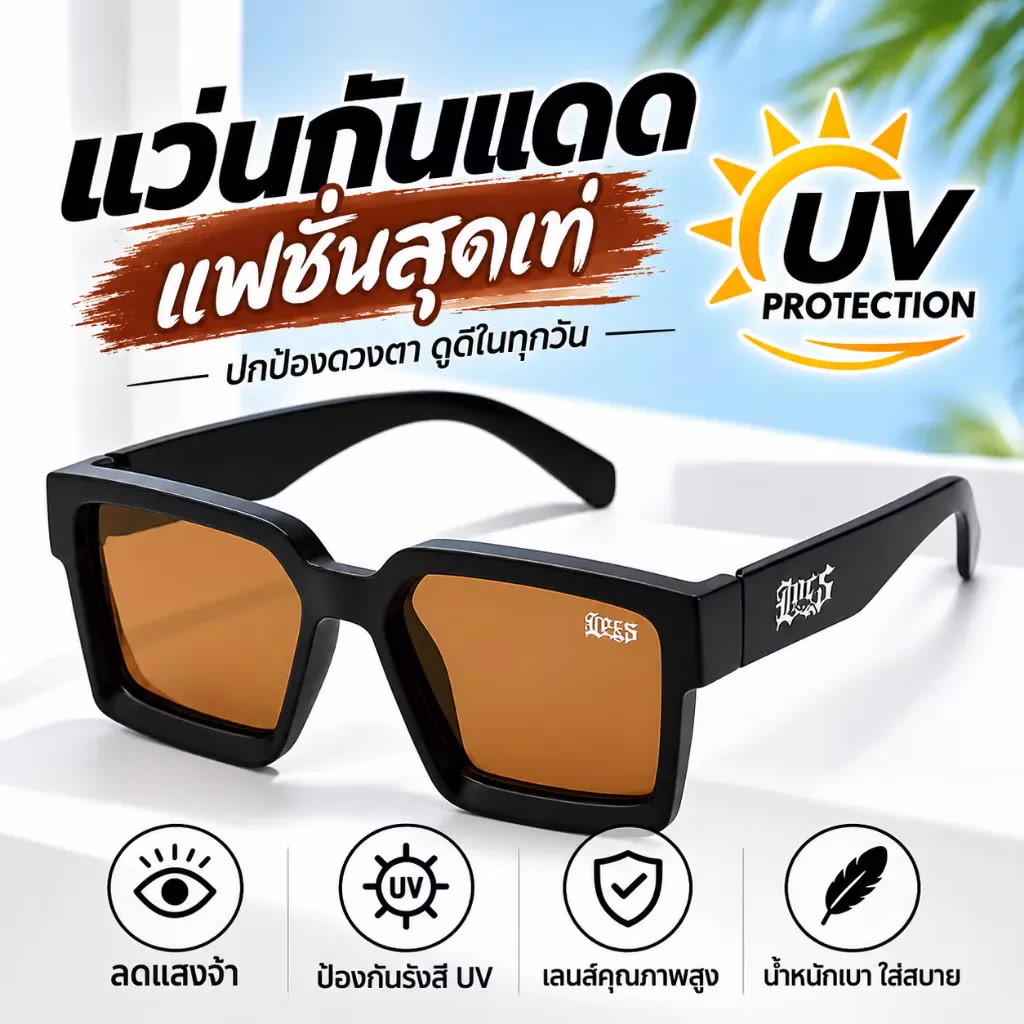 แว่นกันแดด
แฟชั่นสุดเท่
ปกป้องดวงตา ดูดีในทุกวัน
UV
PROTECTION
Locs
Locs
UV
ลดแสงจ้า
ป้องกันรังสี UV
เลนส์คุณภาพสูง
น้ำหนักเบา ใส่สบาย